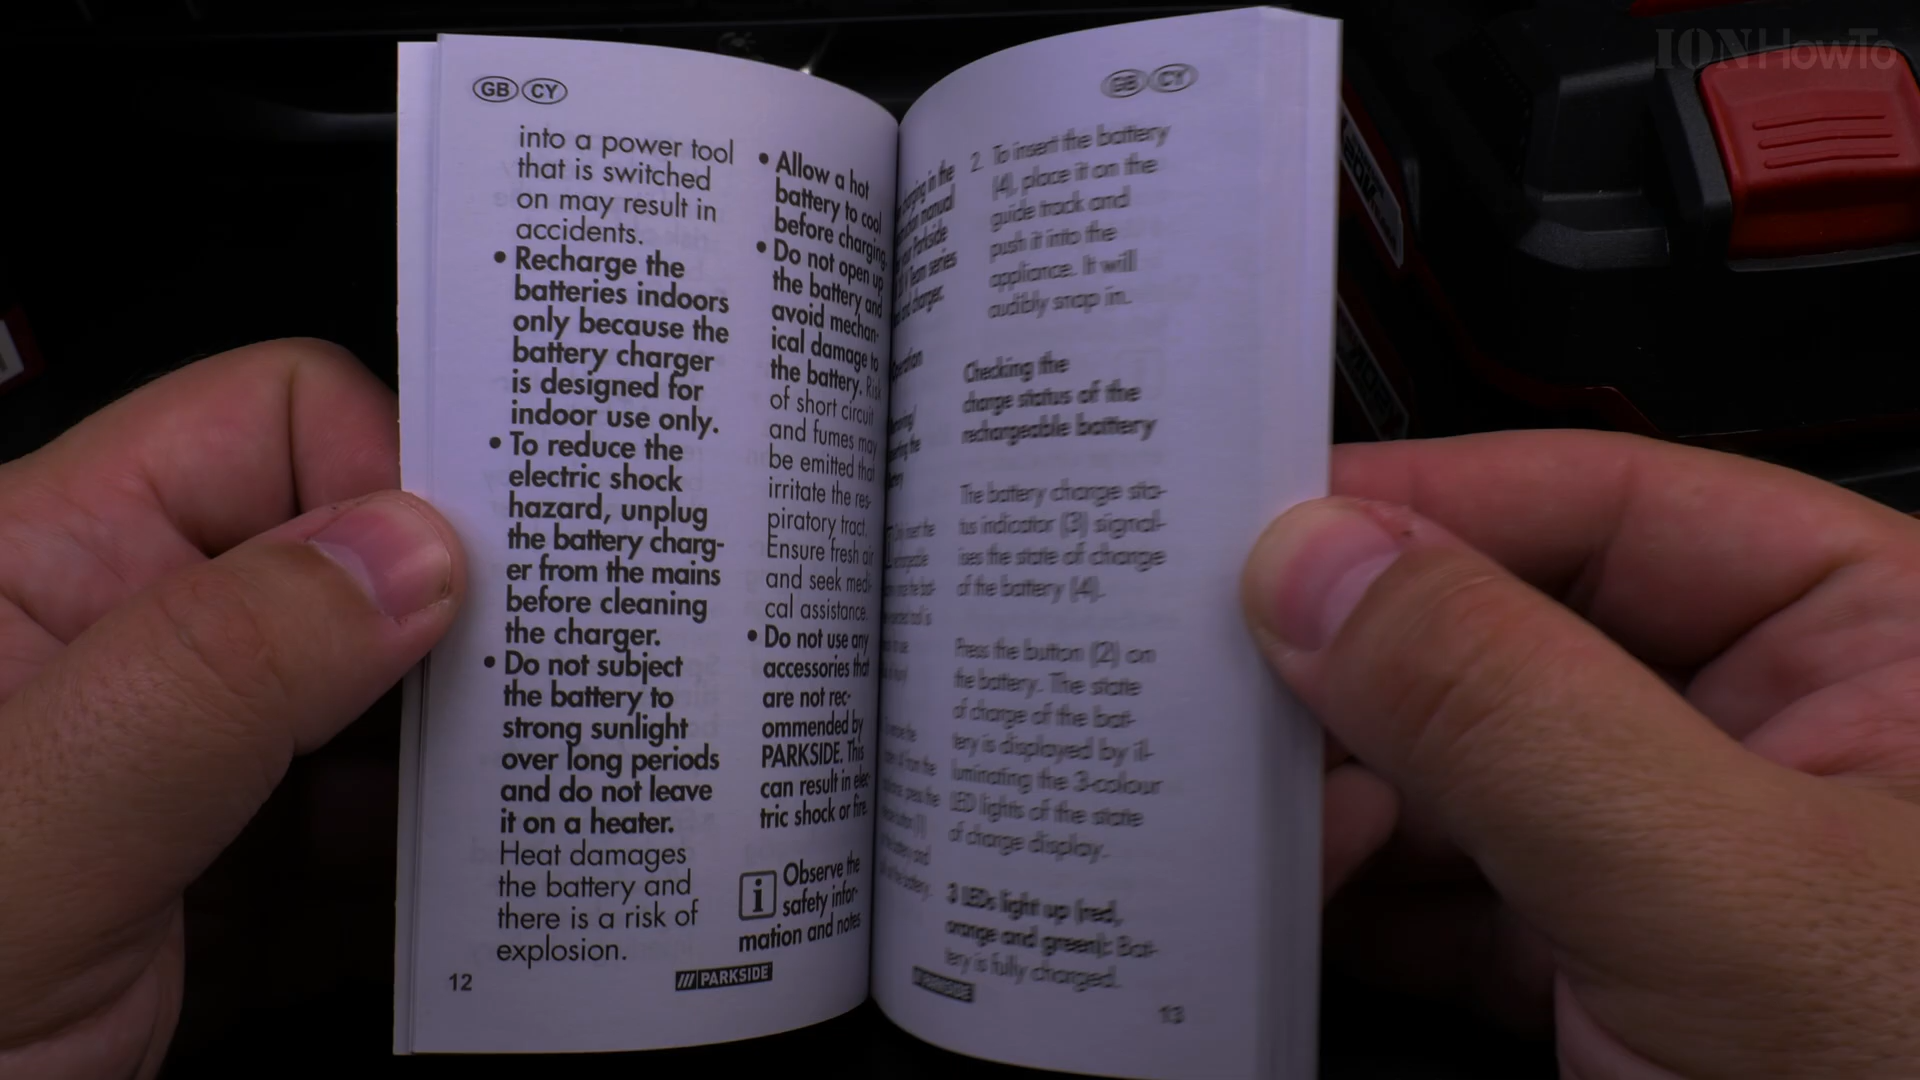 IONHowTo
GB CY
into a power tool
that is switched
on may result in
accidents.
• Recharge the
batteries indoors
only because the
battery charger
is designed for
indoor use only.
• To reduce the
electric shock
hazard, unplug
the battery charg-
er from the mains
before cleaning
the charger.
• Do not subject
the battery to
strong sunlight
over long periods
and do not leave
it on a heater.
Heat damages
the battery and
there is a risk of
explosion.
• Allow a hot
battery to cool
before charging.
• Do not open up
the battery and
avoid mechan-
ical damage to
the battery. Risk
of short circuit
and fumes may
be emitted that
irritate the res-
piratory tract.
Ensure fresh air
and seek medi-
cal assistance.
• Do not use any
accessories that
are not rec-
ommended by
PARKSIDE. This
can result in elec-
tric shock or fire.
i Observe the
safety infor-
mation and notes
12
/// PARKSIDE
GB CY
charging in the
manual
Parkside
Team series
and charger.
the
the
2. To insert the battery
(4), place it on the
guide track and
push it into the
appliance. It will
audibly snap in.
Checking the
charge status of the
rechargeable battery
The battery charge sta-
tus indicator (3) signal-
ises the state of charge
of the battery (4).
Press the button (2) on
the battery. The state
of charge of the bat-
tery is displayed by il-
luminating the 3-colour
LED lights of the state
of charge display.
3 LEDs light up (red,
orange and green): Bat-
tery is fully charged.
PARKSIDE
13